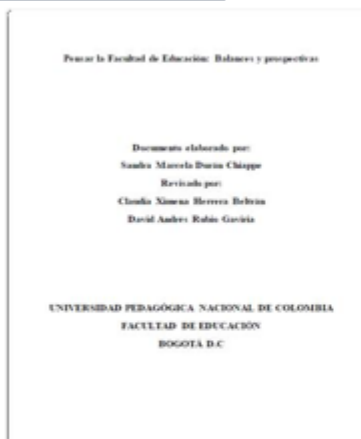 Pensar la Facultad de Educación: Balances y prospectivas
Documento elaborado por:
Sandra Marcela Durán Chiappe
Revisado por:
Claudia Ximena Herrera Beltrán
David Andres Rubio Gaviria
UNIVERSIDAD PEDAGÓGICA NACIONAL DE COLOMBIA
FACULTAD DE EDUCACIÓN
BOGOTÁ D.C